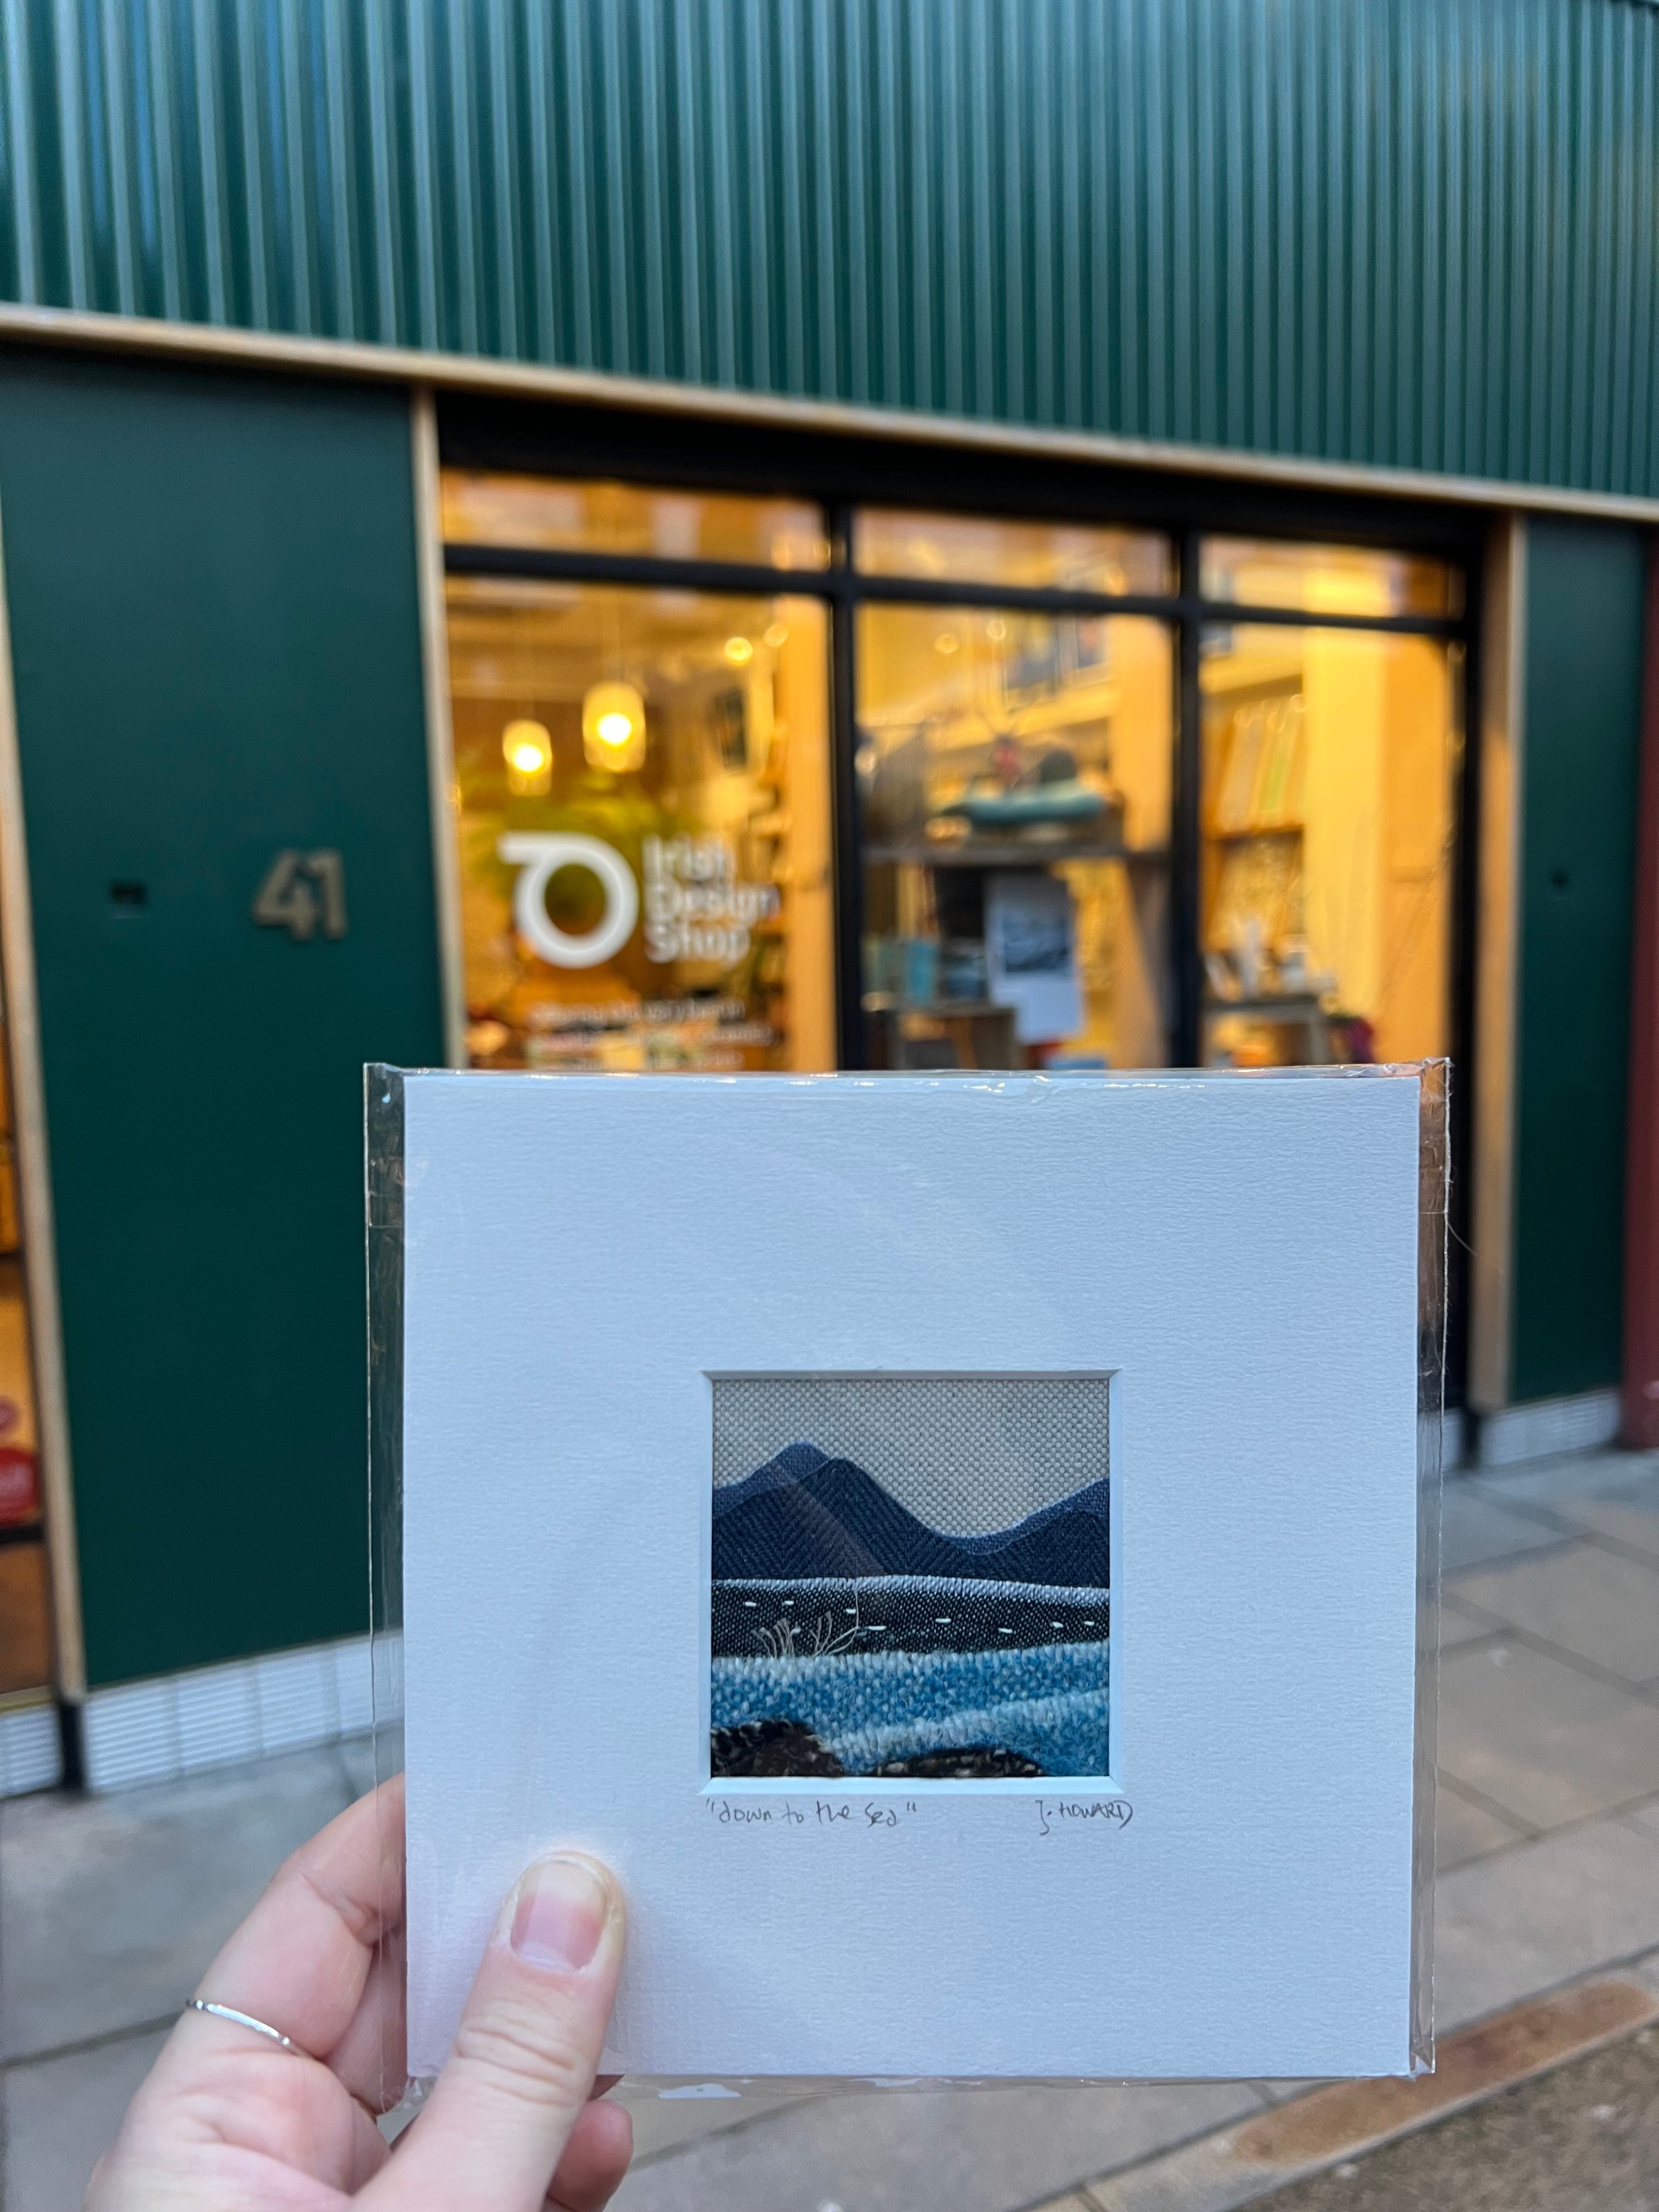 41
Irish
Design
Shop
"down to the sea"
J. HOWARD